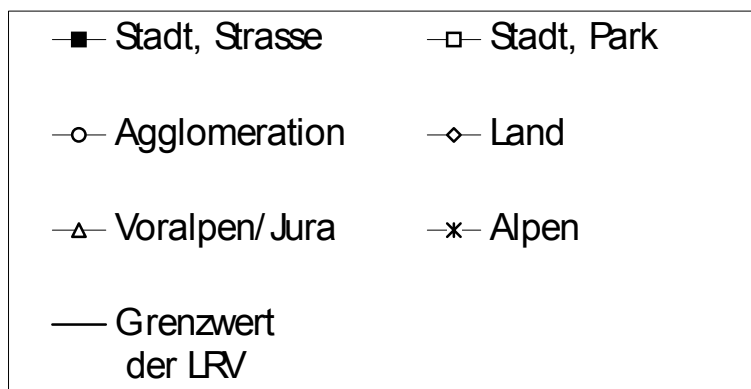 Stadt, Strasse
Stadt, Park
Agglomeration
Land
Voralpen/Jura
Alpen
Grenzwert
der LRV